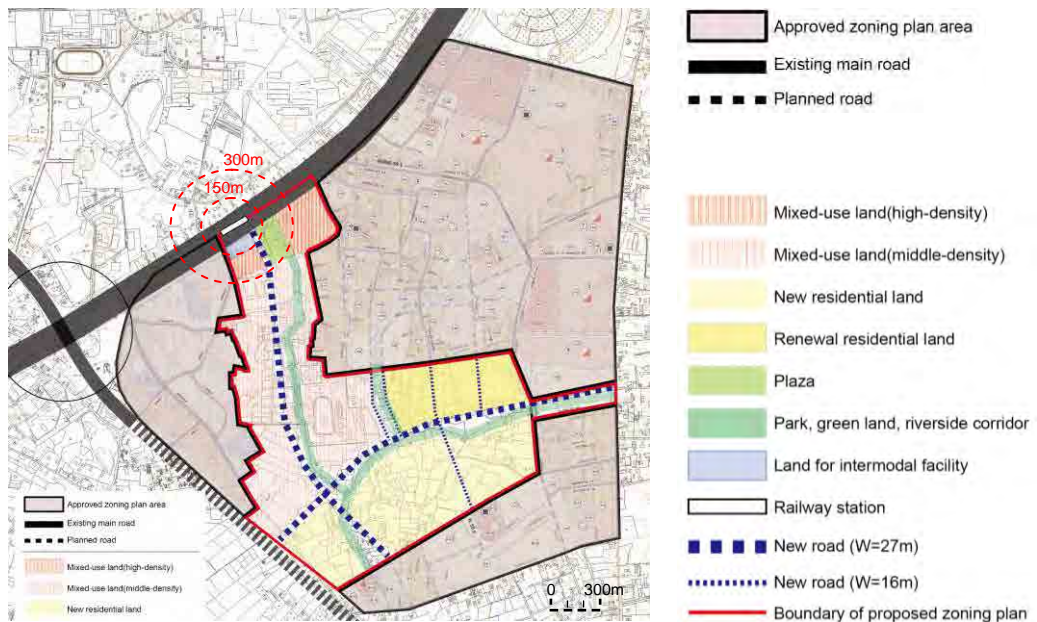 300m
150m
Approved zoning plan area
Existing main road
Planned road
Mixed-use land(high-density)
Mixed-use land(middle-density)
New residential land
0 300m
Approved zoning plan area
Existing main road
Planned road
Mixed-use land(high-density)
Mixed-use land(middle-density)
New residential land
Renewal residential land
Plaza
Park, green land, riverside corridor
Land for intermodal facility
Railway station
New road (W=27m)
New road (W=16m)
Boundary of proposed zoning plan